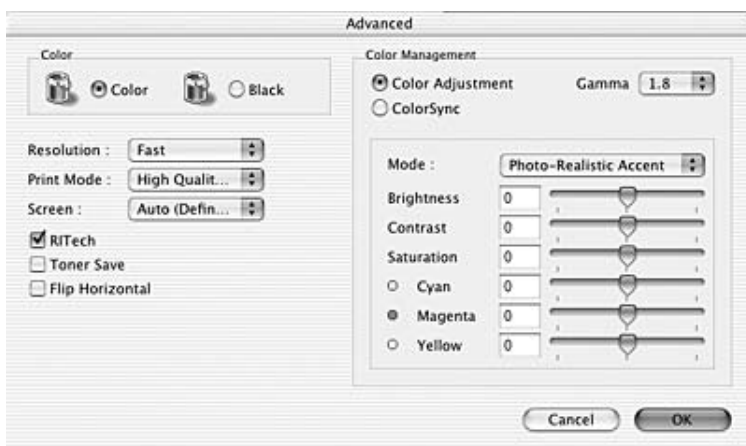 Advanced
Color
Color
Black
Resolution :
Fast
Print Mode :
High Qualit...
Screen :
Auto (Defin...
RITech
Toner Save
Flip Horizontal
Color Management
Color Adjustment
Gamma
1.8
ColorSync
Mode :
Photo-Realistic Accent
Brightness
0
Contrast
0
Saturation
0
Cyan
0
Magenta
0
Yellow
0
Cancel
OK